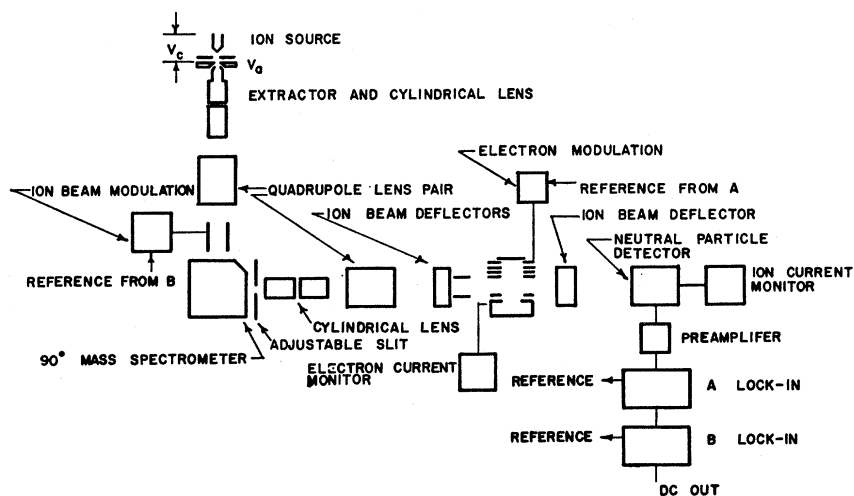 ION SOURCE
Vc
Va
EXTRACTOR AND CYLINDRICAL LENS
ELECTRON MODULATION
ION BEAM MODULATION
QUADRUPOLE LENS PAIR
REFERENCE FROM A
ION BEAM DEFLECTORS
ION BEAM DEFLECTOR
NEUTRAL PARTICLE
DETECTOR
REFERENCE FROM B
ION CURRENT
MONITOR
CYLINDRICAL LENS
ADJUSTABLE SLIT
PREAMPLIFER
90° MASS SPECTROMETER
ELECTRON CURRENT
MONITOR
REFERENCE
A LOCK-IN
REFERENCE
B LOCK-IN
DC OUT